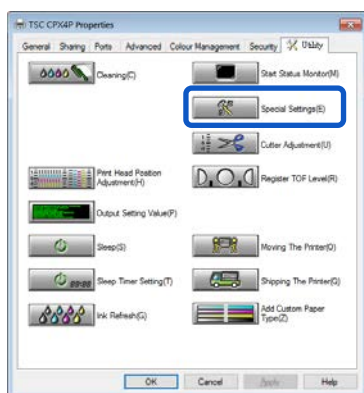 TSC CPX4P Properties
General Sharing Ports Advanced Colour Management Security Utility
Cleaning(C)
Start Status Monitor(M)
Special Settings(E)
Cutter Adjustment(U)
Print Head Position
Adjustment(H)
Register TOF Level(R)
Output Setting Value(P)
Sleep(S)
Moving The Printer(O)
Sleep Timer Setting(T)
Shipping The Printer(Q)
Ink Refresh(G)
Add Custom Paper
Type(Z)
OK Cancel Apply Help